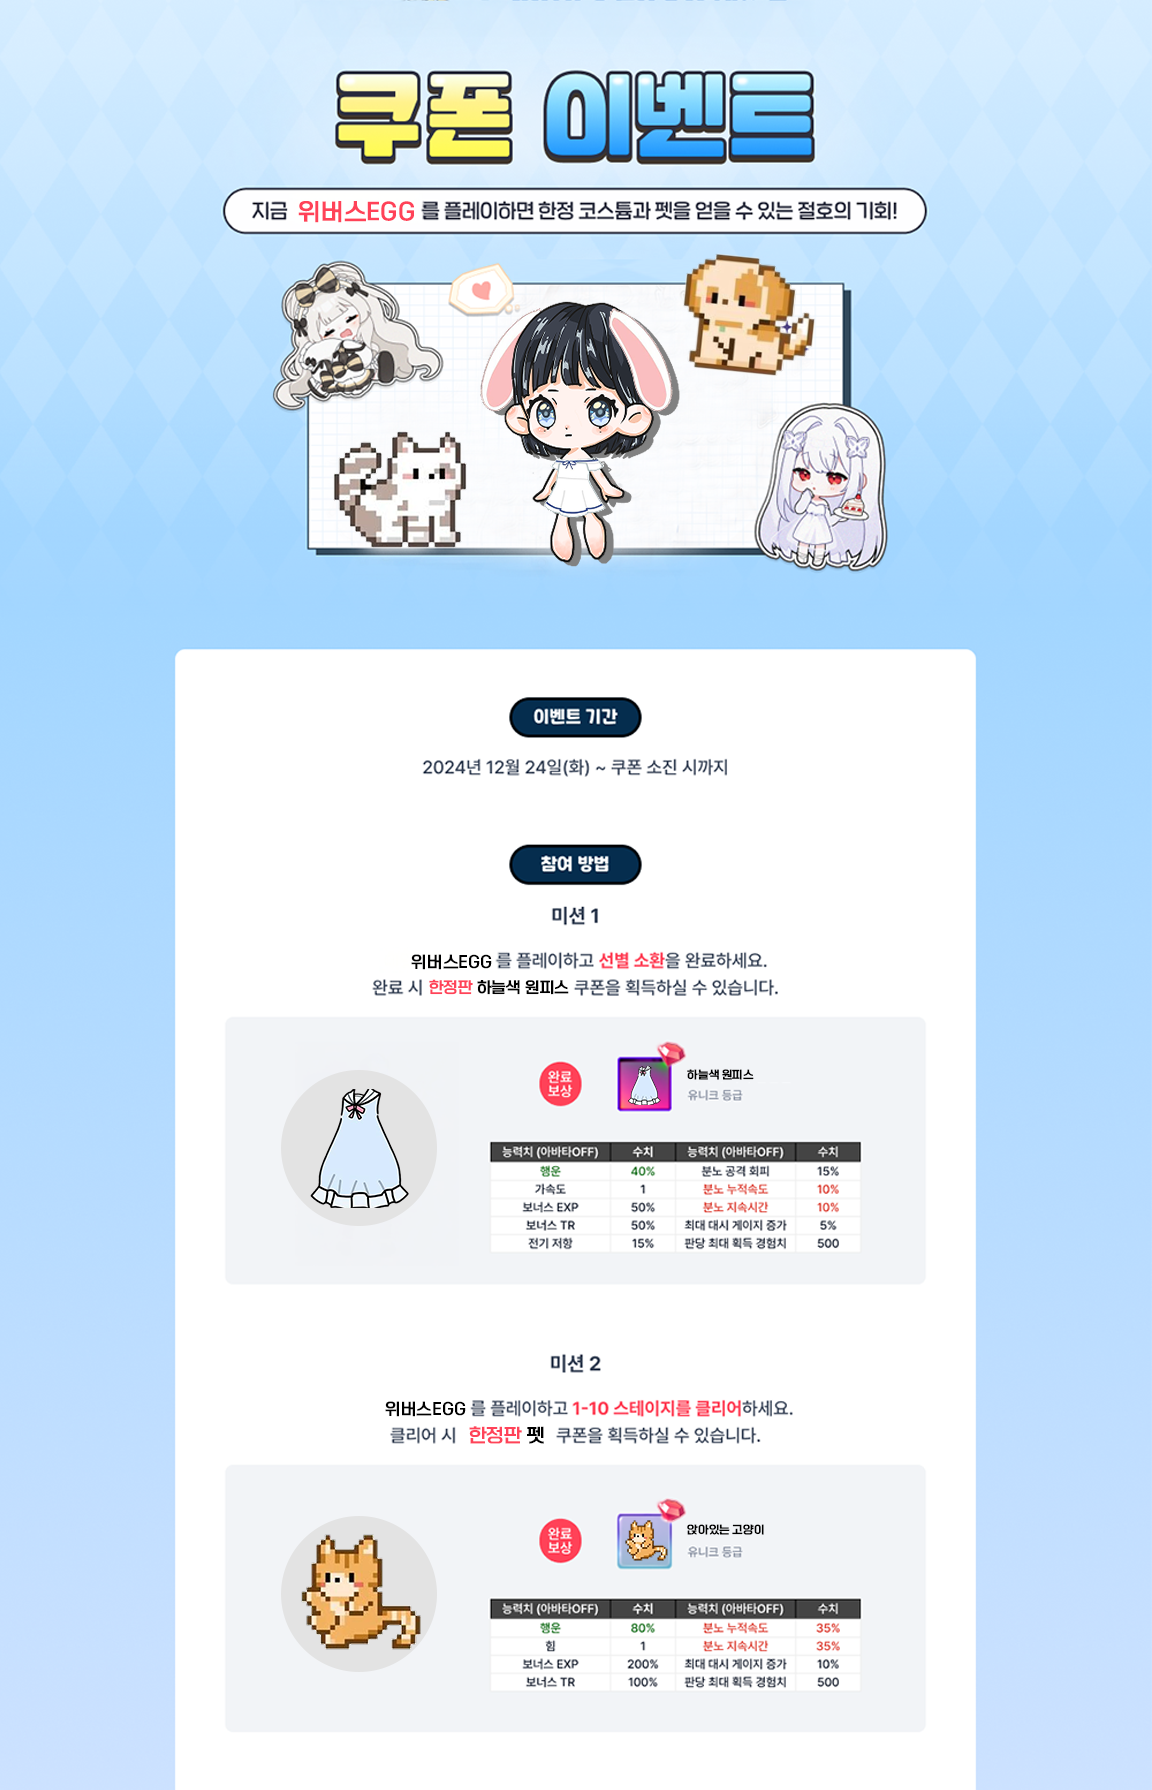 쿠폰 이벤트
지금 위버스EGG 를 플레이하면 한정 코스튬과 펫을 얻을 수 있는 절호의 기회!
이벤트 기간
2024년 12월 24일(화) ~ 쿠폰 소진 시까지
참여 방법
미션 1
위버스EGG 를 플레이하고 선별 소환을 완료하세요.
완료 시 한정판 하늘색 원피스 쿠폰을 획득하실 수 있습니다.
완료
보상
하늘색 원피스
유니크 등급
능력치 (아바타OFF) 수치 능력치 (아바타OFF) 수치
행운 40% 분노 공격 회피 15%
가속도 1 분노 누적속도 10%
보너스 EXP 50% 분노 지속시간 10%
보너스 TR 50% 최대 대시 게이지 증가 5%
전기 저항 15% 판당 최대 획득 경험치 500
미션 2
위버스EGG 를 플레이하고 1-10 스테이지를 클리어하세요.
클리어 시 한정판 펫 쿠폰을 획득하실 수 있습니다.
완료
보상
앉아있는 고양이
유니크 등급
능력치 (아바타OFF) 수치 능력치 (아바타OFF) 수치
행운 80% 분노 누적속도 35%
힘 1 분노 지속시간 35%
보너스 EXP 200% 최대 대시 게이지 증가 10%
보너스 TR 100% 판당 최대 획득 경험치 500